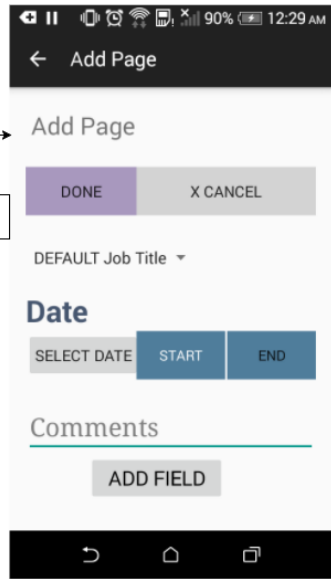 90% 12:29 AM
Add Page
Add Page
DONE X CANCEL
DEFAULT Job Title
Date
SELECT DATE START END
Comments
ADD FIELD